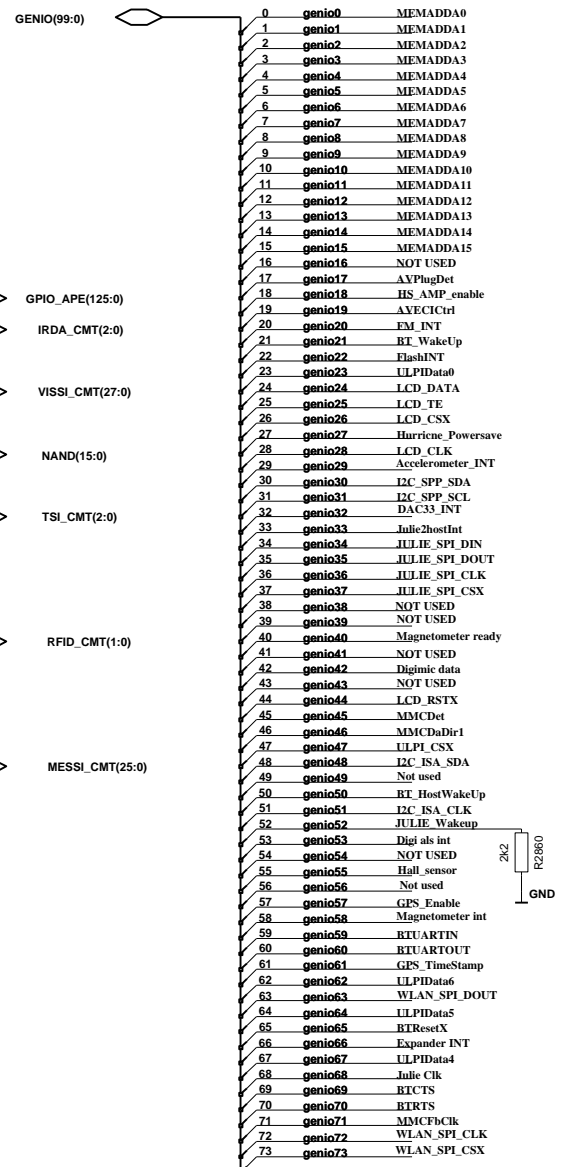 GENIO(99:0)
0 genio0 MEMADDA0
1 genio1 MEMADDA1
2 genio2 MEMADDA2
3 genio3 MEMADDA3
4 genio4 MEMADDA4
5 genio5 MEMADDA5
6 genio6 MEMADDA6
7 genio7 MEMADDA7
8 genio8 MEMADDA8
9 genio9 MEMADDA9
10 genio10 MEMADDA10
11 genio11 MEMADDA11
12 genio12 MEMADDA12
13 genio13 MEMADDA13
14 genio14 MEMADDA14
15 genio15 MEMADDA15
16 genio16 NOT USED
17 genio17 AVPlugDet
GPIO_APE(125:0)
18 genio18 HS_AMP_enable
19 genio19 AVECICtrl
IRDA_CMT(2:0)
20 genio20 FM_INT
21 genio21 BT_WakeUp
22 genio22 FlashINT
23 genio23 ULPIData0
VISSI_CMT(27:0)
24 genio24 LCD_DATA
25 genio25 LCD_TE
26 genio26 LCD_CSX
27 genio27 Hurricne_Powersave
NAND(15:0)
28 genio28 LCD_CLK
29 genio29 Accelerometer_INT
30 genio30 I2C_SPP_SDA
31 genio31 I2C_SPP_SCL
TSI_CMT(2:0)
32 genio32 DAC33_INT
33 genio33 Julie2hostInt
34 genio34 JULIE_SPI_DIN
35 genio35 JULIE_SPI_DOUT
36 genio36 JULIE_SPI_CLK
37 genio37 JULIE_SPI_CSX
38 genio38 NOT USED
39 genio39 NOT USED
RFID_CMT(1:0)
40 genio40 Magnetometer ready
41 genio41 NOT USED
42 genio42 Digimic data
43 genio43 NOT USED
44 genio44 LCD_RSTX
45 genio45 MMCDet
46 genio46 MMCDaDir1
47 genio47 ULPI_CSX
MESSI_CMT(25:0)
48 genio48 I2C_ISA_SDA
49 genio49 Not used
50 genio50 BT_HostWakeUp
51 genio51 I2C_ISA_CLK
52 genio52 JULIE_Wakeup
53 genio53 Digi als int
2k2 R2860
54 genio54 NOT USED
55 genio55 Hall_sensor
56 genio56 Not used
GND
57 genio57 GPS_Enable
58 genio58 Magnetometer int
59 genio59 BTUARTIN
60 genio60 BTUARTOUT
61 genio61 GPS_TimeStamp
62 genio62 ULPIData6
63 genio63 WLAN_SPI_DOUT
64 genio64 ULPIData5
65 genio65 BTResetX
66 genio66 Expander INT
67 genio67 ULPIData4
68 genio68 Julie Clk
69 genio69 BTCTS
70 genio70 BTRTS
71 genio71 MMCFbClk
72 genio72 WLAN_SPI_CLK
73 genio73 WLAN_SPI_CSX